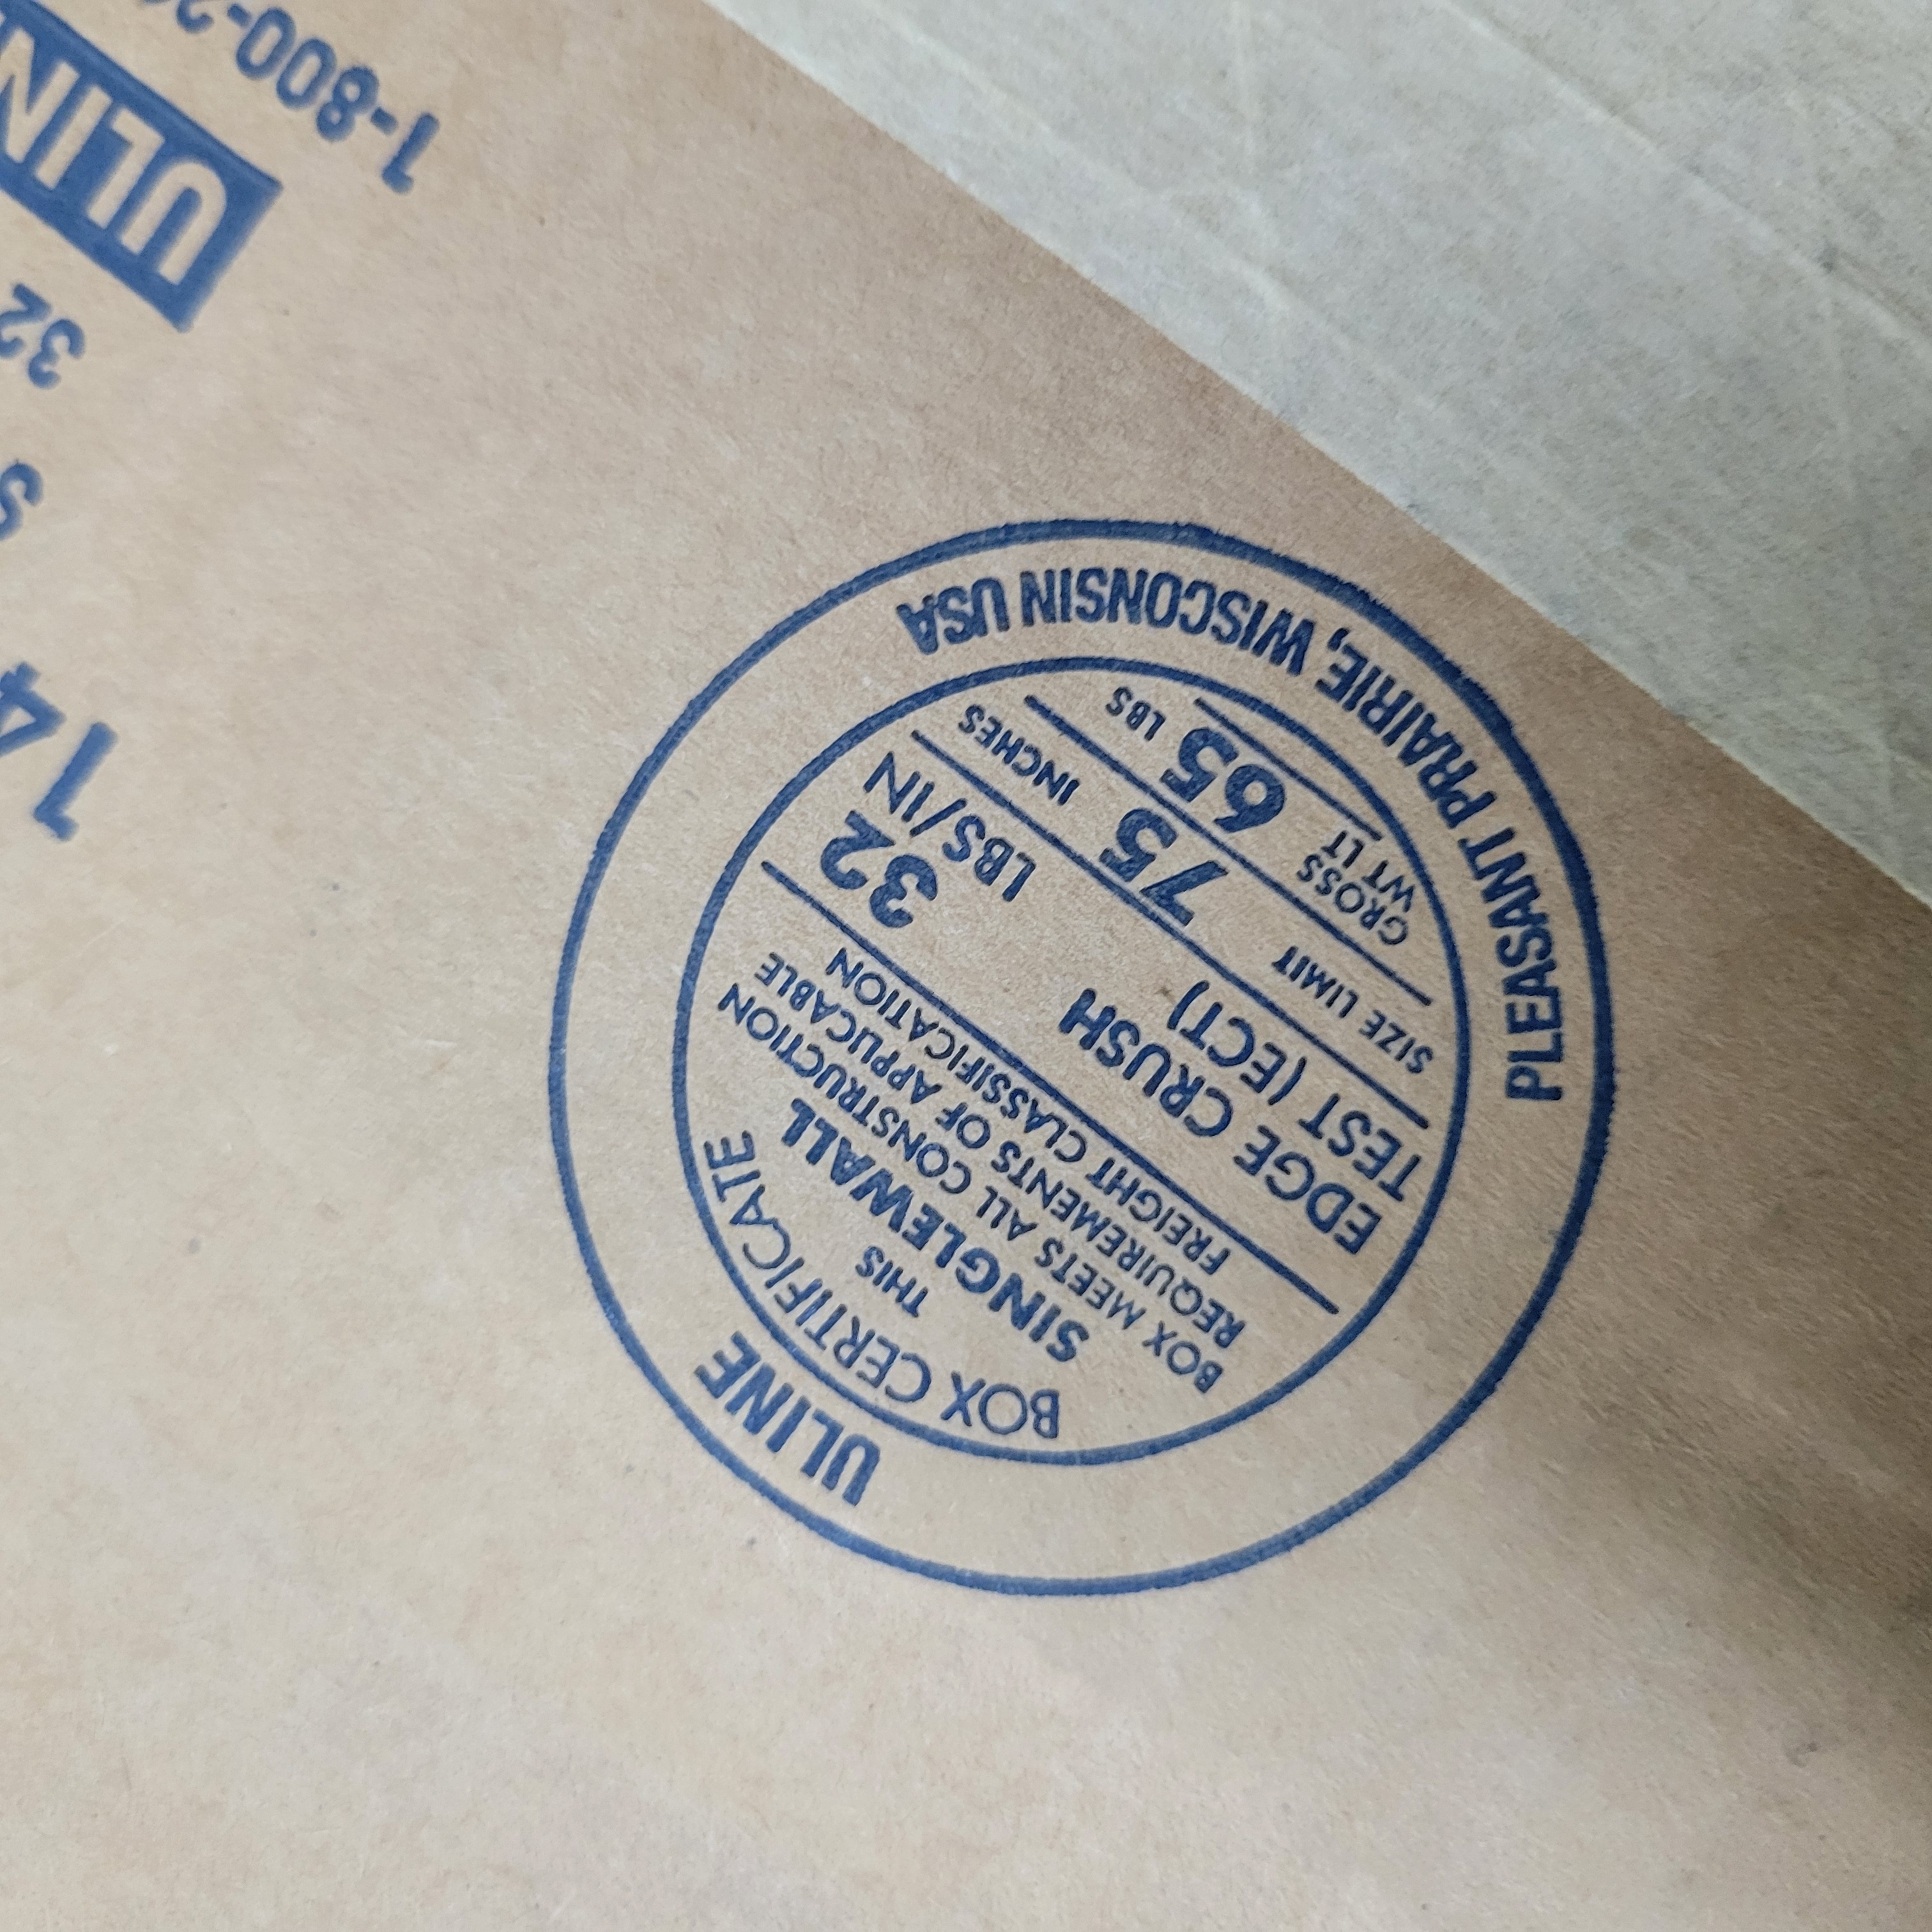 ULINE
BOX CERTIFICATE
THIS
SINGLEWALL
BOX MEETS ALL CONSTRUCTION
REQUIREMENTS OF APPLICABLE
FREIGHT CLASSIFICATION
EDGE CRUSH
TEST (ECT)
32 LBS/IN
SIZE LIMIT 75 INCHES
GROSS
WT LT 65 LBS
PLEASANT PRAIRIE, WISCONSIN USA
14
S
32
ULIN
1-800-2